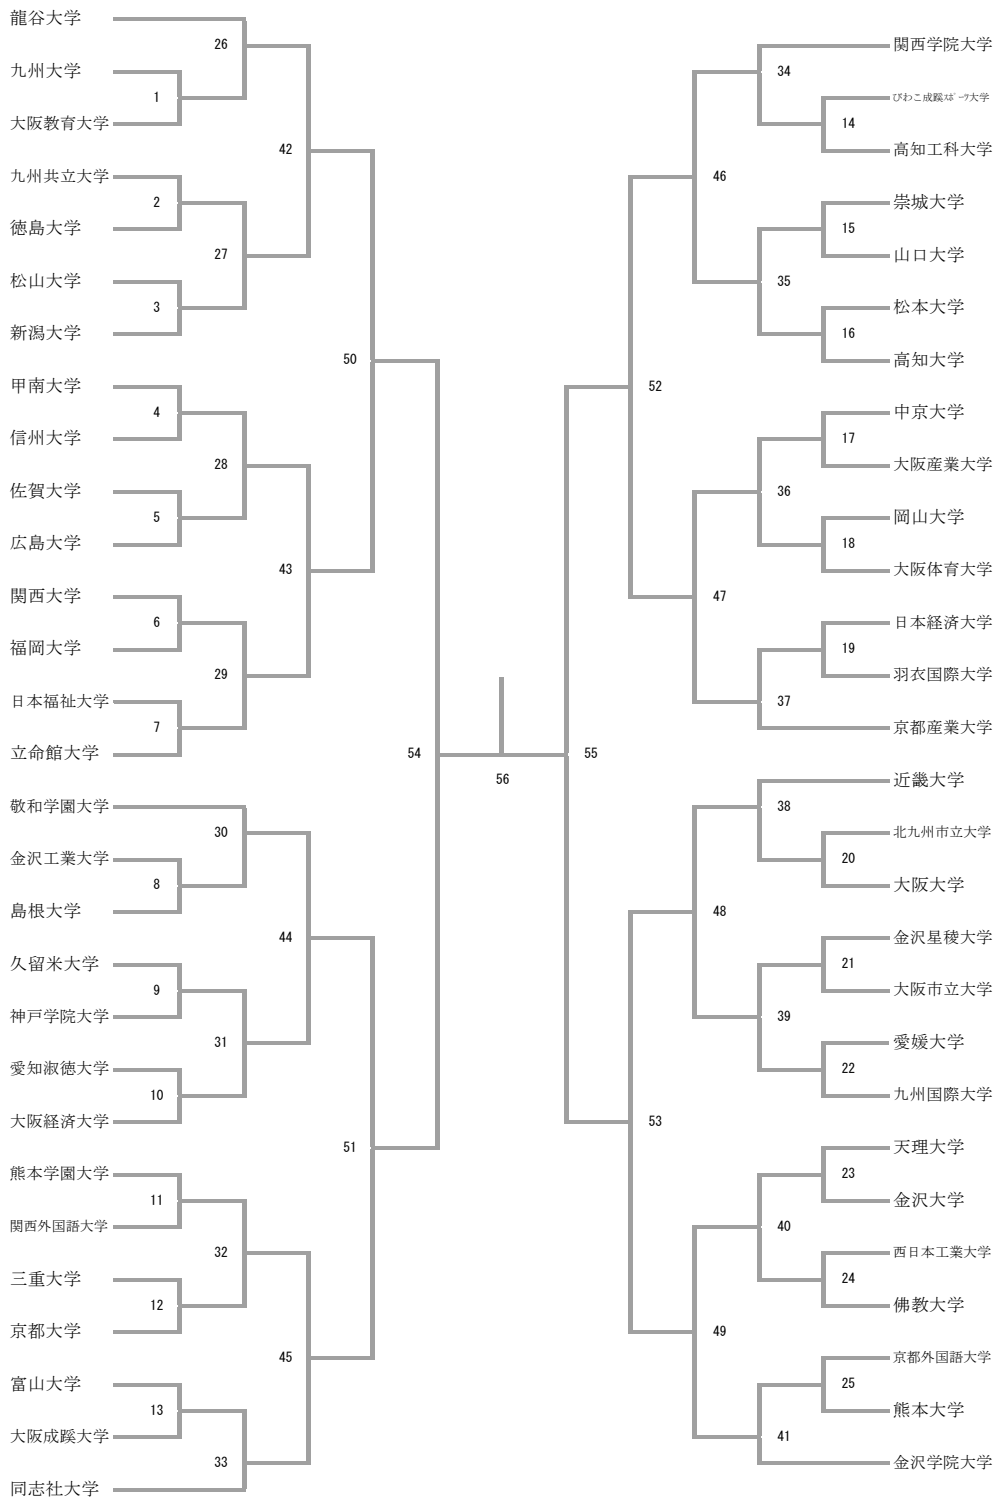 龍谷大学
26
九州大学
1
大阪教育大学
42
九州共立大学
2
徳島大学
27
松山大学
3
新潟大学
50
甲南大学
4
信州大学
28
佐賀大学
5
広島大学
43
関西大学
6
福岡大学
29
日本福祉大学
7
立命館大学
54
敬和学園大学
30
金沢工業大学
8
島根大学
44
久留米大学
9
神戸学院大学
31
愛知淑徳大学
10
大阪経済大学
51
熊本学園大学
11
関西外国語大学
32
三重大学
12
京都大学
45
富山大学
13
大阪成蹊大学
33
同志社大学
56
関西学院大学
34
びわこ成蹊ｽﾎﾟｰﾂ大学
14
高知工科大学
46
崇城大学
15
山口大学
35
松本大学
16
高知大学
52
中京大学
17
大阪産業大学
36
岡山大学
18
大阪体育大学
47
日本経済大学
19
羽衣国際大学
37
京都産業大学
55
近畿大学
38
北九州市立大学
20
大阪大学
48
金沢星稜大学
21
大阪市立大学
39
愛媛大学
22
九州国際大学
53
天理大学
23
金沢大学
40
西日本工業大学
24
佛教大学
49
京都外国語大学
25
熊本大学
41
金沢学院大学